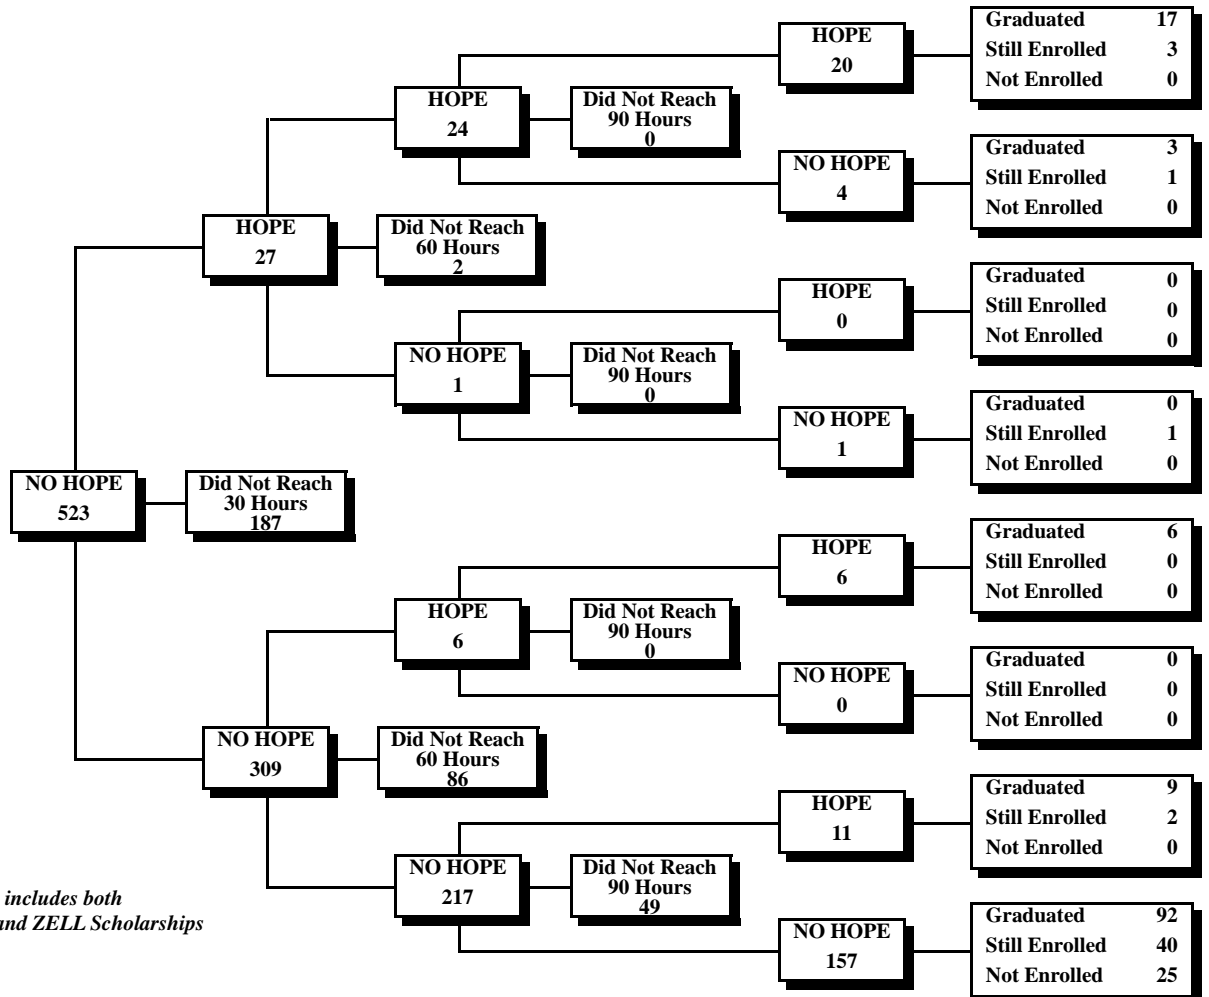 Graduated 17
Still Enrolled 3
Not Enrolled 0
HOPE
20
HOPE
24
Did Not Reach
90 Hours
0
Graduated 3
Still Enrolled 1
Not Enrolled 0
NO HOPE
4
HOPE
27
Did Not Reach
60 Hours
2
Graduated 0
Still Enrolled 0
Not Enrolled 0
HOPE
0
NO HOPE
1
Did Not Reach
90 Hours
0
Graduated 0
Still Enrolled 1
Not Enrolled 0
NO HOPE
1
NO HOPE
523
Did Not Reach
30 Hours
187
Graduated 6
Still Enrolled 0
Not Enrolled 0
HOPE
6
HOPE
6
Did Not Reach
90 Hours
0
Graduated 0
Still Enrolled 0
Not Enrolled 0
NO HOPE
0
NO HOPE
309
Did Not Reach
60 Hours
86
Graduated 9
Still Enrolled 2
Not Enrolled 0
HOPE
11
NO HOPE
217
Did Not Reach
90 Hours
49
Graduated 92
Still Enrolled 40
Not Enrolled 25
NO HOPE
157
includes both
and ZELL Scholarships